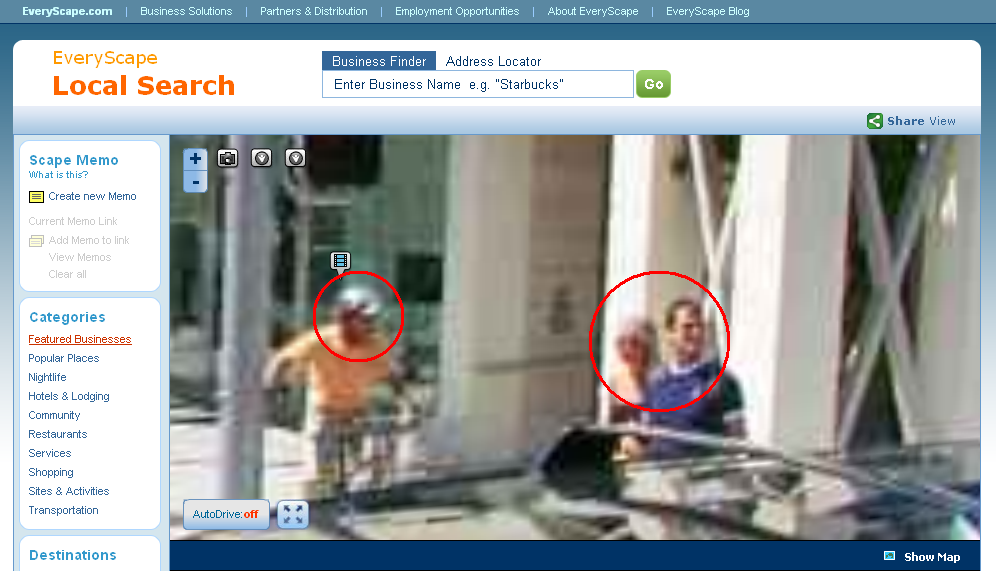 EveryScape.com | Business Solutions | Partners & Distribution | Employment Opportunities | About EveryScape | EveryScape Blog
EveryScape
Local Search
Business Finder Address Locator
Enter Business Name e.g. "Starbucks" Go
Share View
Scape Memo
What is this?
Create new Memo
Current Memo Link
Add Memo to link
View Memos
Clear all
Categories
Featured Businesses
Popular Places
Nightlife
Hotels & Lodging
Community
Restaurants
Services
Shopping
Sites & Activities
Transportation
Destinations
+
-
AutoDrive:off
Show Map